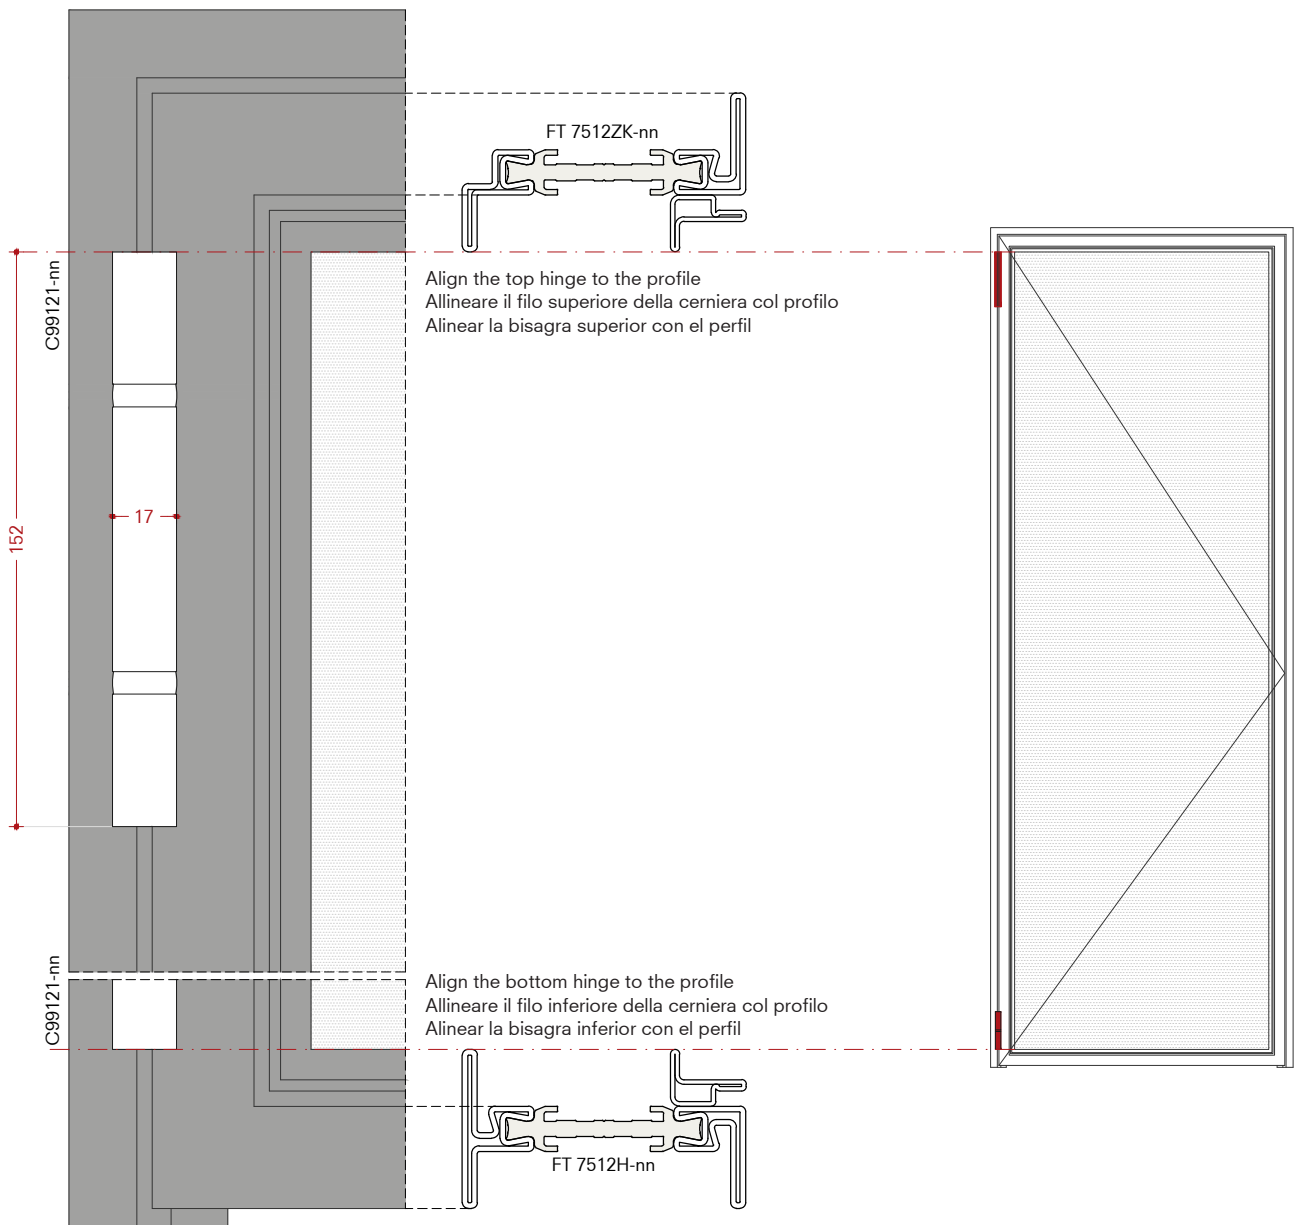 FT 7512ZK-nn
C99121-nn
Align the top hinge to the profile
Allineare il filo superiore della cerniera col profilo
Alinear la bisagra superior con el perfil
17
152
C99121-nn
Align the bottom hinge to the profile
Allineare il filo inferiore della cerniera col profilo
Alinear la bisagra inferior con el perfil
FT 7512H-nn